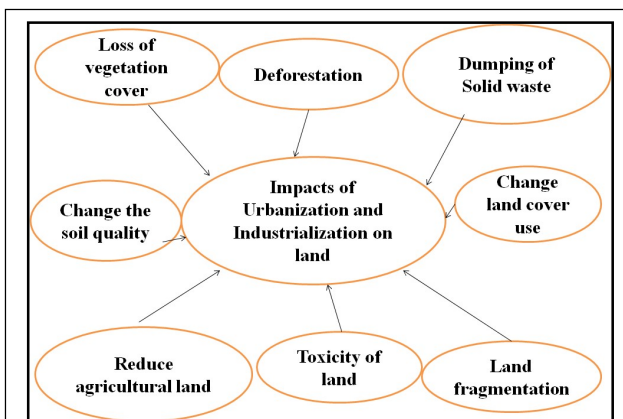 Loss of
vegetation
cover
Deforestation
Dumping of
Solid waste
Change the
soil quality
Impacts of
Urbanization and
Industrialization on
land
Change
land cover
use
Reduce
agricultural land
Toxicity of
land
Land
fragmentation